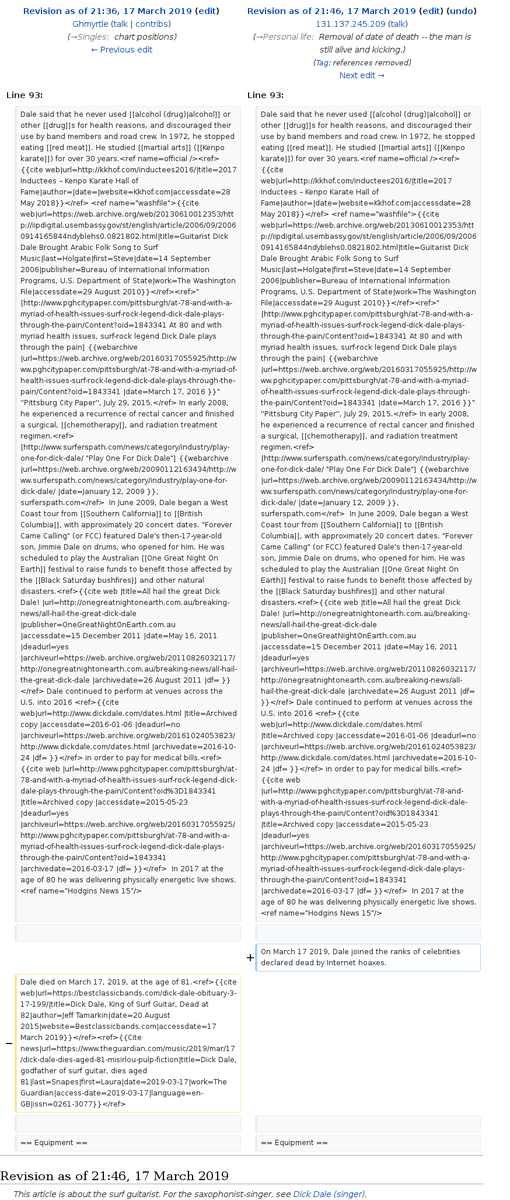 Revision as of 21:36, 17 March 2019 (edit)
Ghmyrtle (talk | contribs)
(→Singles: chart positions)
← Previous edit
Revision as of 21:46, 17 March 2019 (edit) (undo)
131.137.245.209 (talk)
(→Personal life: Removal of date of death -- the man is
still alive and kicking.)
(Tag: references removed)
Next edit →
Line 93:
Dale said that he never used [[alcohol (drug)|alcohol]] or
other [[drug]]s for health reasons, and discouraged their
use by band members and road crew. In 1972, he stopped
eating [[red meat]]. He studied [[martial arts]] ([[Kenpo
karate]]) for over 30 years.<ref name=official /><ref>
{{cite web|url=http://kkhof.com/inductees2016/|title=2017
Inductees – Kenpo Karate Hall of
Fame|author=|date=|website=Kkhof.com|accessdate=28
May 2018}}</ref> <ref name="washfile">{{cite
web|url=https://web.archive.org/web/20130610012353/htt
p://iipdigital.usembassy.gov/st/english/article/2006/09/2006
0914165844ndyblehs0.0821802.html|title=Guitarist Dick
Dale Brought Arabic Folk Song to Surf
Music|last=Holgate|first=Steve|date=14 September
2006|publisher=Bureau of International Information
Programs, U.S. Department of State|work=The Washington
File|accessdate=29 August 2010}}</ref><ref>"
[http://www.pghcitypaper.com/pittsburgh/at-78-and-with-a-
myriad-of-health-issues-surf-rock-legend-dick-dale-plays-
through-the-pain/Content?oid=1843341 At 80 and with
myriad health issues, surf-rock legend Dick Dale plays
through the pain] {{webarchive
|url=https://web.archive.org/web/20160317055925/http://w
ww.pghcitypaper.com/pittsburgh/at-78-and-with-a-myriad-of-
health-issues-surf-rock-legend-dick-dale-plays-through-the-
pain/Content?oid=1843341 |date=March 17, 2016 }}"
''Pittsburg City Paper'', July 29, 2015.</ref> In early 2008,
he experienced a recurrence of rectal cancer and finished
a surgical, [[chemotherapy]], and radiation treatment
regimen.<ref>
[http://www.surferspath.com/news/category/industry/play-
one-for-dick-dale/ "Play One For Dick Dale"] {{webarchive
|url=https://web.archive.org/web/20090112163434/http://w
ww.surferspath.com/news/category/industry/play-one-for-
dick-dale/ |date=January 12, 2009 }},
surferspath.com</ref> In June 2009, Dale began a West
Coast tour from [[Southern California]] to [[British
Columbia]], with approximately 20 concert dates. "Forever
Came Calling" (or FCC) featured Dale's then-17-year-old
son, Jimmie Dale on drums, who opened for him. He was
scheduled to play the Australian [[One Great Night On
Earth]] festival to raise funds to benefit those affected by
the [[Black Saturday bushfires]] and other natural
disasters.<ref>{{cite web |title=All hail the great Dick
Dale! |url=http://onegreatnightonearth.com.au/breaking-
news/all-hail-the-great-dick-dale
|publisher=OneGreatNightOnEarth.com.au
|accessdate=15 December 2011 |date=May 16, 2011
|deadurl=yes
|archiveurl=https://web.archive.org/web/20110826032117/
http://onegreatnightonearth.com.au/breaking-news/all-hail-
the-great-dick-dale |archivedate=26 August 2011 |df= }}
</ref> Dale continued to perform at venues across the
U.S. into 2016 <ref>{{cite
web|url=http://www.dickdale.com/dates.html |title=Archived
copy |accessdate=2016-01-06 |deadurl=no
|archiveurl=https://web.archive.org/web/20161024053823/
http://www.dickdale.com/dates.html |archivedate=2016-10-
24 |df= }}</ref> in order to pay for medical bills.<ref>
{{cite web |url=http://www.pghcitypaper.com/pittsburgh/at-
78-and-with-a-myriad-of-health-issues-surf-rock-legend-dick-
dale-plays-through-the-pain/Content?oid%3D1843341
|title=Archived copy |accessdate=2015-05-23
|deadurl=yes
|archiveurl=https://web.archive.org/web/20160317055925/
http://www.pghcitypaper.com/pittsburgh/at-78-and-with-a-
myriad-of-health-issues-surf-rock-legend-dick-dale-plays-
through-the-pain/Content?oid=1843341
|archivedate=2016-03-17 |df= }}</ref> In 2017 at the
age of 80 he was delivering physically energetic live shows.
<ref name="Hodgins News 15"/>
Line 93:
Dale said that he never used [[alcohol (drug)|alcohol]] or
other [[drug]]s for health reasons, and discouraged their
use by band members and road crew. In 1972, he stopped
eating [[red meat]]. He studied [[martial arts]] ([[Kenpo
karate]]) for over 30 years.<ref name=official /><ref>
{{cite
web|url=http://kkhof.com/inductees2016/|title=2017
Inductees – Kenpo Karate Hall of
Fame|author=|date=|website=Kkhof.com|accessdate=28
May 2018}}</ref> <ref name="washfile">{{cite
web|url=https://web.archive.org/web/20130610012353/htt
p://iipdigital.usembassy.gov/st/english/article/2006/09/2006
0914165844ndyblehs0.0821802.html|title=Guitarist Dick
Dale Brought Arabic Folk Song to Surf
Music|last=Holgate|first=Steve|date=14 September
2006|publisher=Bureau of International Information
Programs, U.S. Department of State|work=The Washington
File|accessdate=29 August 2010}}</ref><ref>"
[http://www.pghcitypaper.com/pittsburgh/at-78-and-with-a-
myriad-of-health-issues-surf-rock-legend-dick-dale-plays-
through-the-pain/Content?oid=1843341 At 80 and with
myriad health issues, surf-rock legend Dick Dale plays
through the pain] {{webarchive
|url=https://web.archive.org/web/20160317055925/http://w
ww.pghcitypaper.com/pittsburgh/at-78-and-with-a-myriad-
of-health-issues-surf-rock-legend-dick-dale-plays-through-
the-pain/Content?oid=1843341 |date=March 17, 2016 }}"
''Pittsburg City Paper'', July 29, 2015.</ref> In early 2008,
he experienced a recurrence of rectal cancer and finished
a surgical, [[chemotherapy]], and radiation treatment
regimen.<ref>
[http://www.surferspath.com/news/category/industry/play-
one-for-dick-dale/ "Play One For Dick Dale"] {{webarchive
|url=https://web.archive.org/web/20090112163434/http://w
ww.surferspath.com/news/category/industry/play-one-for-
dick-dale/ |date=January 12, 2009 }},
surferspath.com</ref> In June 2009, Dale began a West
Coast tour from [[Southern California]] to [[British
Columbia]], with approximately 20 concert dates. "Forever
Came Calling" (or FCC) featured Dale's then-17-year-old
son, Jimmie Dale on drums, who opened for him. He was
scheduled to play the Australian [[One Great Night On
Earth]] festival to raise funds to benefit those affected by
the [[Black Saturday bushfires]] and other natural
disasters.<ref>{{cite web |title=All hail the great Dick
Dale! |url=http://onegreatnightonearth.com.au/breaking-
news/all-hail-the-great-dick-dale
|publisher=OneGreatNightOnEarth.com.au
|accessdate=15 December 2011 |date=May 16, 2011
|deadurl=yes
|archiveurl=https://web.archive.org/web/20110826032117/
http://onegreatnightonearth.com.au/breaking-news/all-
hail-the-great-dick-dale |archivedate=26 August 2011 |df=
}}</ref> Dale continued to perform at venues across the
U.S. into 2016 <ref>{{cite
web|url=http://www.dickdale.com/dates.html
|title=Archived copy |accessdate=2016-01-06 |deadurl=no
|archiveurl=https://web.archive.org/web/20161024053823/
http://www.dickdale.com/dates.html |archivedate=2016-10-
24 |df= }}</ref> in order to pay for medical bills.<ref>
{{cite web
|url=http://www.pghcitypaper.com/pittsburgh/at-78-and-
with-a-myriad-of-health-issues-surf-rock-legend-dick-dale-
plays-through-the-pain/Content?oid%3D1843341
|title=Archived copy |accessdate=2015-05-23
|deadurl=yes
|archiveurl=https://web.archive.org/web/20160317055925/
http://www.pghcitypaper.com/pittsburgh/at-78-and-with-a-
myriad-of-health-issues-surf-rock-legend-dick-dale-plays-
through-the-pain/Content?oid=1843341
|archivedate=2016-03-17 |df= }}</ref> In 2017 at the
age of 80 he was delivering physically energetic live shows.
<ref name="Hodgins News 15"/>
+
On March 17 2019, Dale joined the ranks of celebrities
declared dead by Internet hoaxes.
−
Dale died on March 17, 2019, at the age of 81.<ref>{{cite
web|url=https://bestclassicbands.com/dick-dale-obituary-3-
17-199/|title=Dick Dale, King of Surf Guitar, Dead at
82|author=Jeff Tamarkin|date=20 August
2015|website=Bestclassicbands.com|accessdate=17
March 2019}}</ref><ref>{{Cite
news|url=https://www.theguardian.com/music/2019/mar/17
/dick-dale-dies-aged-81-misirlou-pulp-fiction|title=Dick Dale,
godfather of surf guitar, dies aged
81|last=Snapes|first=Laura|date=2019-03-17|work=The
Guardian|access-date=2019-03-17|language=en-
GB|issn=0261-3077}}</ref>
== Equipment ==
== Equipment ==
Revision as of 21:46, 17 March 2019
This article is about the surf guitarist. For the saxophonist-singer, see Dick Dale (singer).